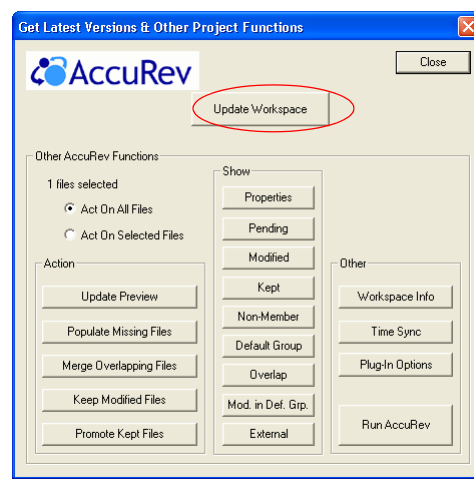 Get Latest Versions & Other Project Functions
AccuRev
Close
Update Workspace
Other AccuRev Functions
1 files selected
Act On All Files
Act On Selected Files
Action
Update Preview
Populate Missing Files
Merge Overlapping Files
Keep Modified Files
Promote Kept Files
Show
Properties
Pending
Modified
Kept
Non-Member
Default Group
Overlap
Mod. in Def. Grp.
External
Other
Workspace Info
Time Sync
Plug-In Options
Run AccuRev